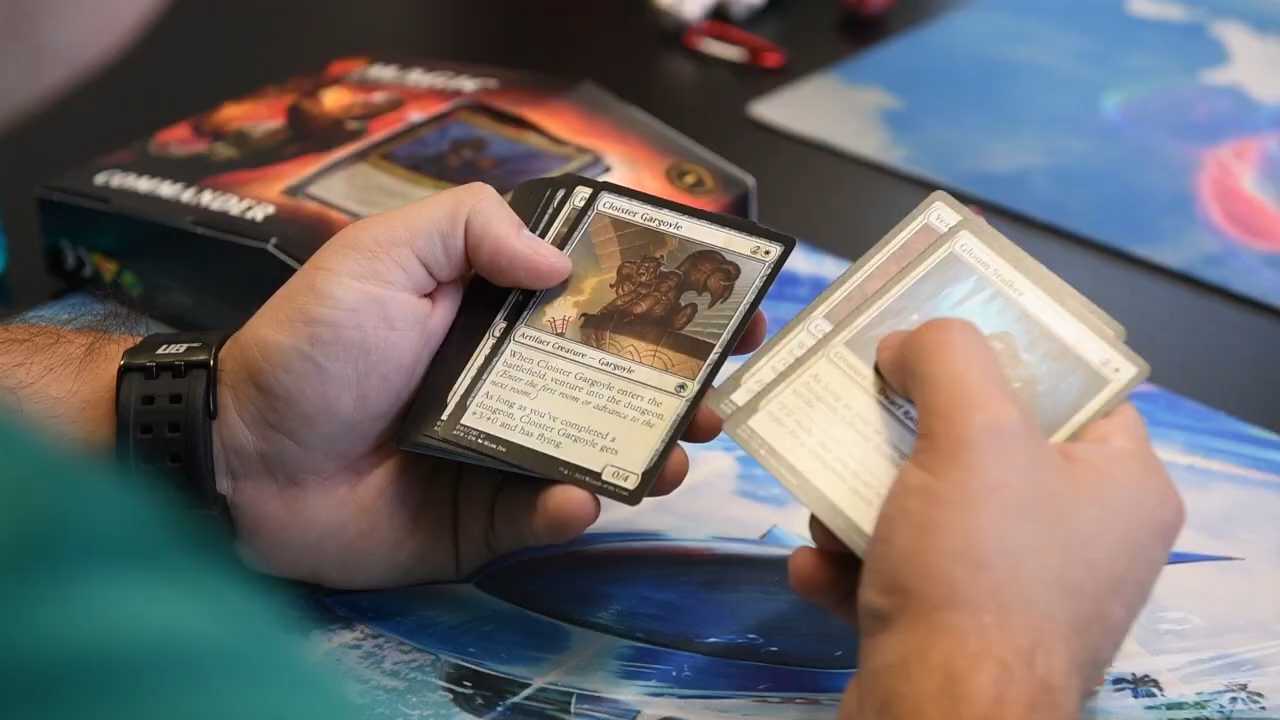 MAGIC
COMMANDER
Cloister Gargoyle
2
Artifact Creature — Gargoyle
When Cloister Gargoyle enters the
battlefield, venture into the dungeon.
(Enter the first room or advance to the
next room.)
As long as you've completed a
dungeon, Cloister Gargoyle gets
+3/+0 and has flying.
0/4
Gloom Stalker